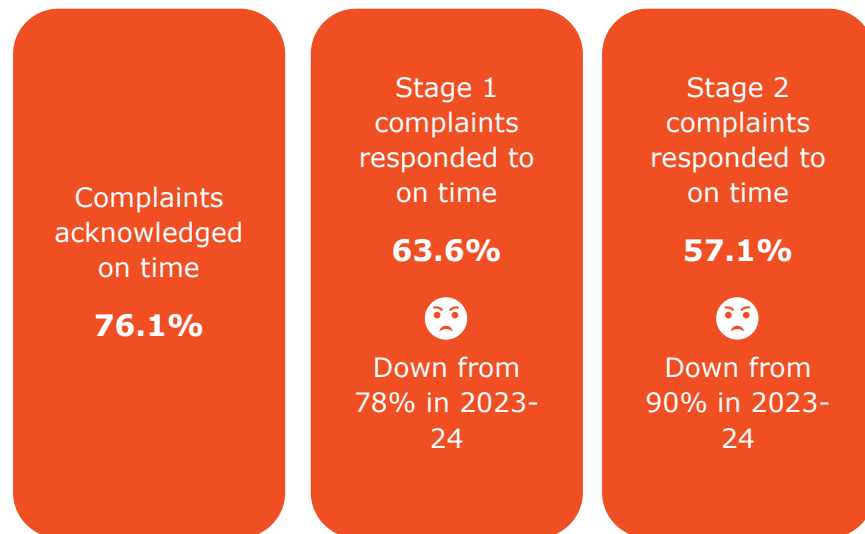 Complaints
acknowledged
on time
76.1%
Stage 1
complaints
responded to
on time
63.6%
Down from
78% in 2023-
24
Stage 2
complaints
responded to
on time
57.1%
Down from
90% in 2023-
24